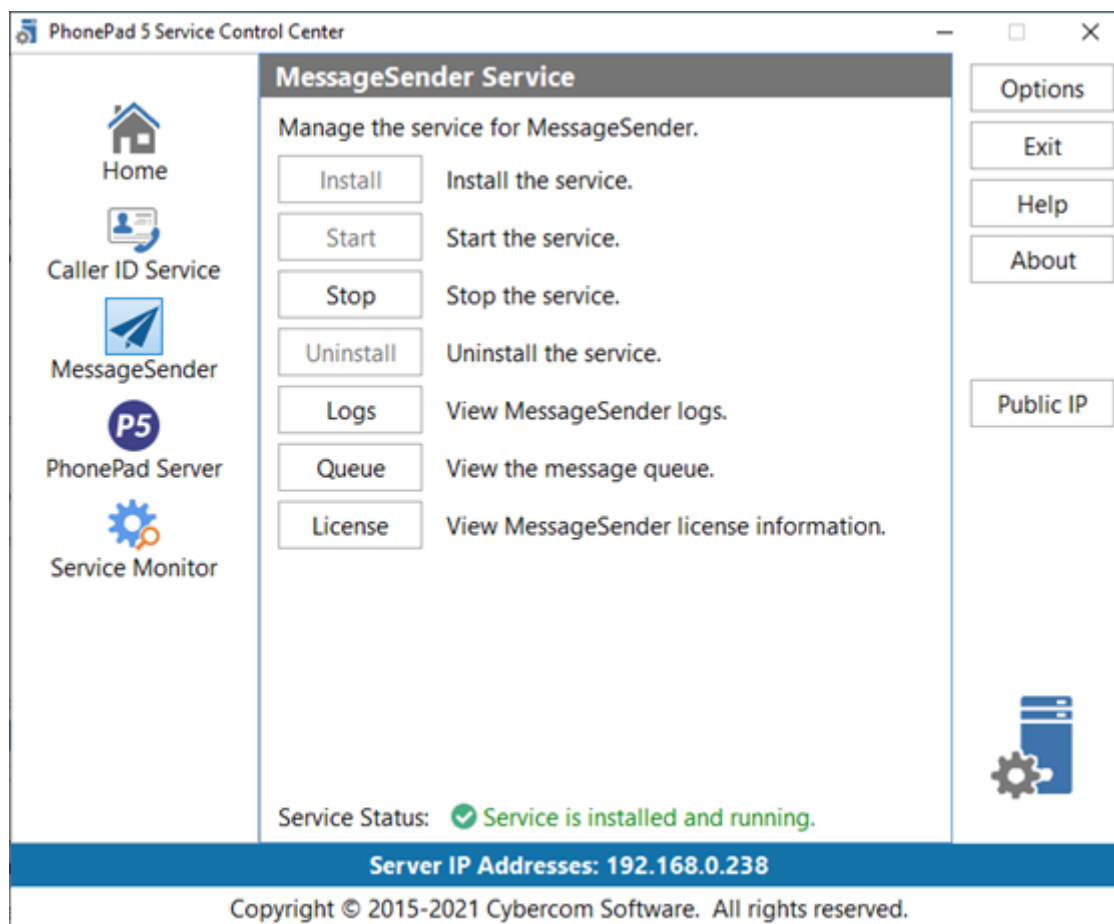 PhonePad 5 Service Control Center
Home
Caller ID Service
MessageSender
P5
PhonePad Server
Service Monitor
MessageSender Service
Manage the service for MessageSender.
Install Install the service.
Start Start the service.
Stop Stop the service.
Uninstall Uninstall the service.
Logs View MessageSender logs.
Queue View the message queue.
License View MessageSender license information.
Service Status: Service is installed and running.
Options
Exit
Help
About
Public IP
Server IP Addresses: 192.168.0.238
Copyright © 2015-2021 Cybercom Software. All rights reserved.